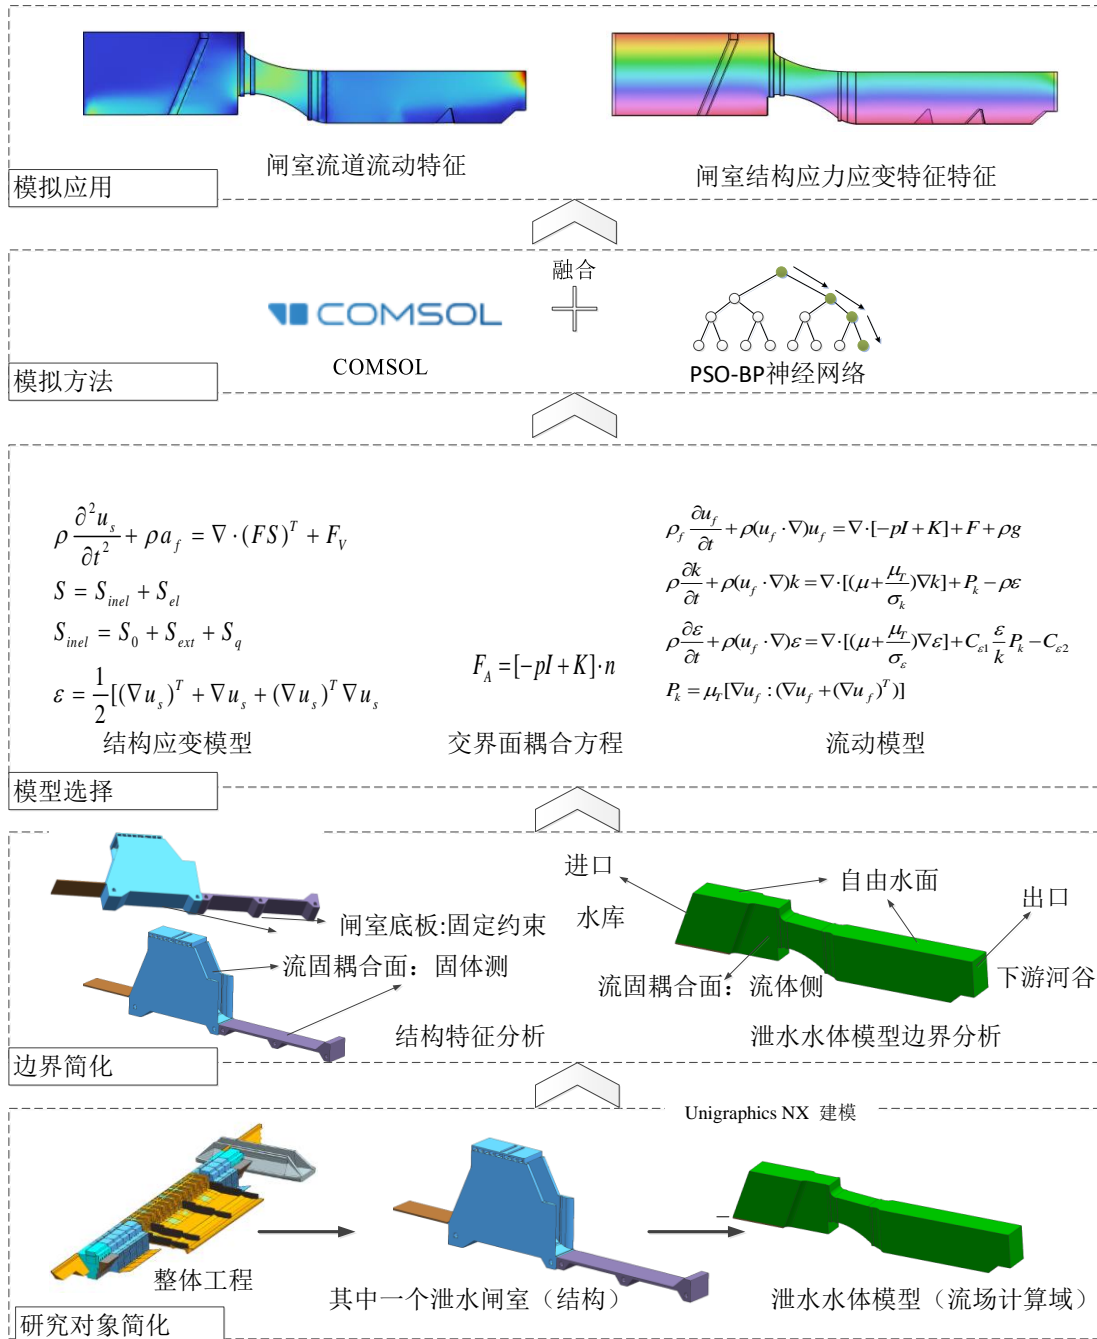 闸室流道流动特征
闸室结构应力应变特征特征
模拟应用
融合
COMSOL
COMSOL
PSO-BP神经网络
模拟方法
ρ ∂²u_s/∂t² + ρa_f = ∇·(FS)^T + F_V
S = S_inel + S_el
S_inel = S_0 + S_ext + S_q
ε = 1/2[(∇u_s)^T + ∇u_s + (∇u_s)^T ∇u_s
结构应变模型
F_A = [-pI + K]·n
交界面耦合方程
ρ_f ∂u_f/∂t + ρ(u_f·∇)u_f = ∇·[-pI + K] + F + ρg
ρ ∂k/∂t + ρ(u_f·∇)k = ∇·[(μ + μ_T/σ_k)∇k] + P_k − ρε
ρ ∂ε/∂t + ρ(u_f·∇)ε = ∇·[(μ + μ_T/σ_ε)∇ε] + C_ε1 ε/k P_k − C_ε2
P_k = μ_T[∇u_f : (∇u_f + (∇u_f)^T)]
流动模型
模型选择
闸室底板:固定约束
流固耦合面：固体测
结构特征分析
进口
水库
自由水面
出口
流固耦合面：流体侧
下游河谷
泄水水体模型边界分析
边界简化
Unigraphics NX 建模
整体工程
其中一个泄水闸室（结构）
泄水水体模型（流场计算域）
研究对象简化